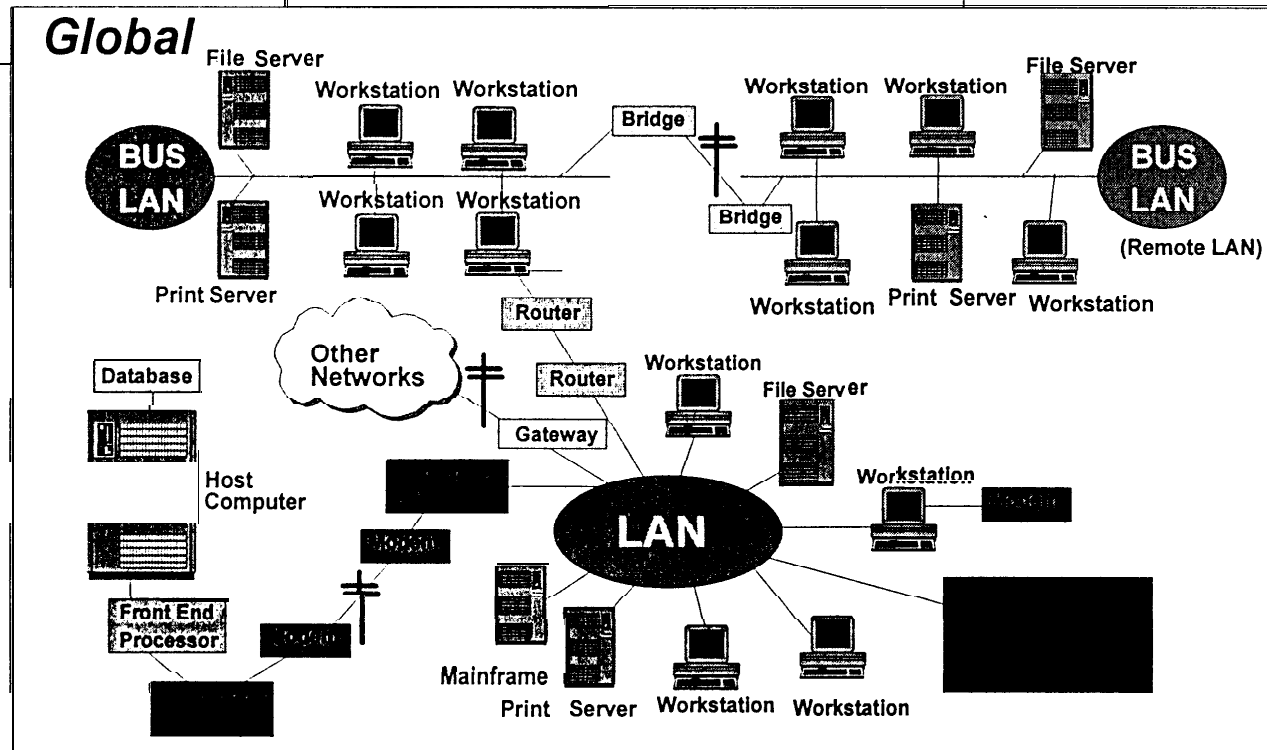 Global
File Server
Workstation Workstation
Bridge
Workstation Workstation
File Server
BUS
LAN
BUS
LAN
Workstation Workstation
Bridge
(Remote LAN)
Print Server
Workstation
Print Server
Workstation
Router
Other
Networks
Router
Workstation
Database
File Server
Gateway
Host
Computer
Workstation
LAN
Front End
Processor
Mainframe
Print Server
Workstation
Workstation